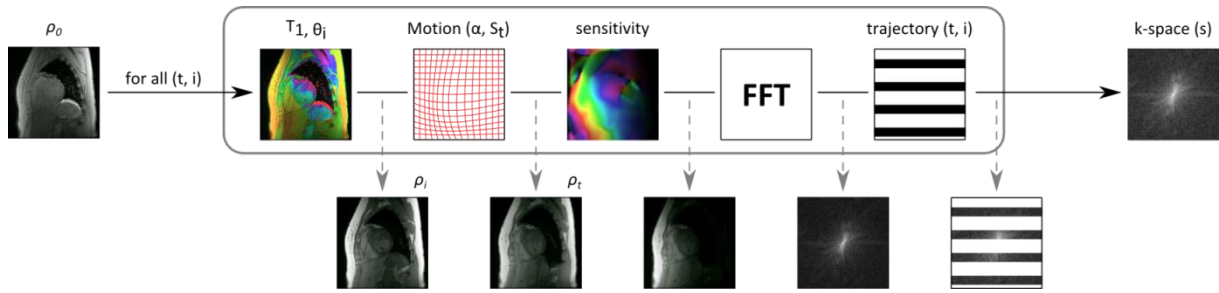 ρ₀
for all (t, i)
T₁, θᵢ
Motion (α, Sₜ)
sensitivity
FFT
trajectory (t, i)
k-space (s)
ρᵢ
ρₜ